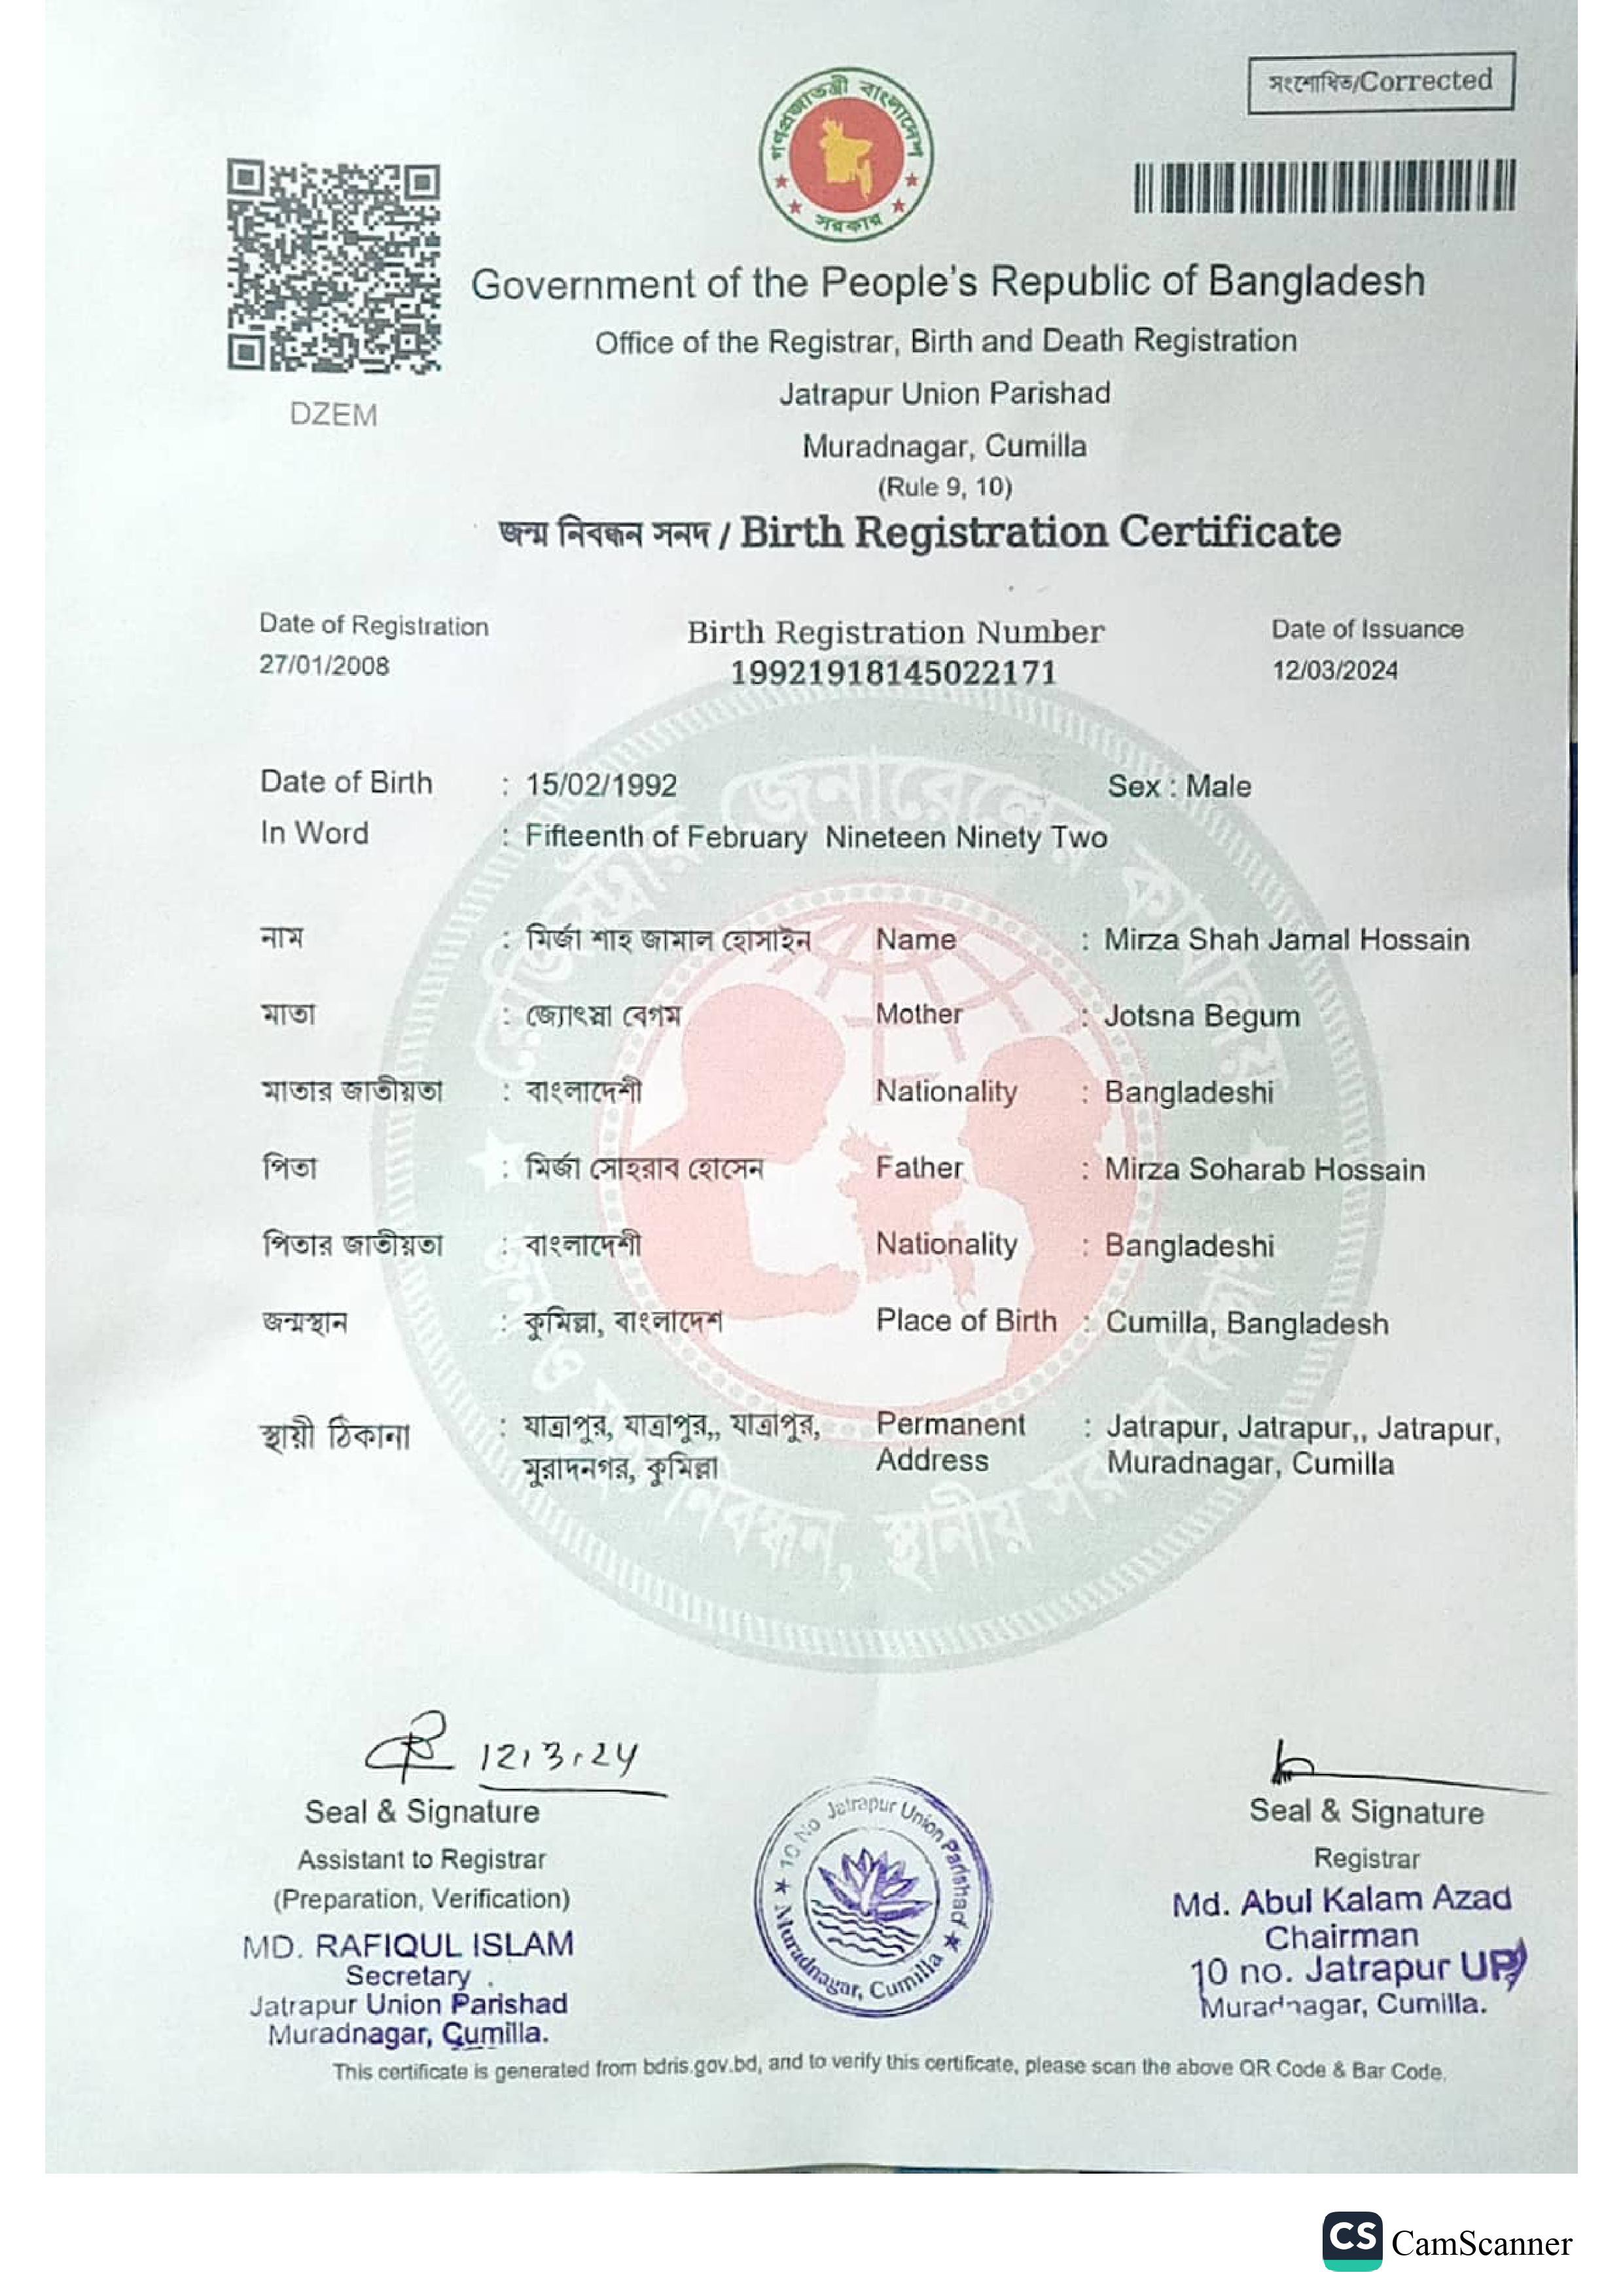 সংশোধিত/Corrected
গণপ্রজাতন্ত্রী বাংলাদেশ
সরকার
DZEM
Government of the People's Republic of Bangladesh
Office of the Registrar, Birth and Death Registration
Jatrapur Union Parishad
Muradnagar, Cumilla
(Rule 9, 10)
জন্ম নিবন্ধন সনদ / Birth Registration Certificate
Date of Registration Birth Registration Number Date of Issuance
27/01/2008 19921918145022171 12/03/2024
Date of Birth : 15/02/1992 Sex : Male
In Word : Fifteenth of February Nineteen Ninety Two
নাম : মির্জা শাহ জামাল হোসাইন Name : Mirza Shah Jamal Hossain
মাতা : জ্যোৎস্না বেগম Mother : Jotsna Begum
মাতার জাতীয়তা : বাংলাদেশী Nationality : Bangladeshi
পিতা : মির্জা সোহরাব হোসেন Father : Mirza Soharab Hossain
পিতার জাতীয়তা : বাংলাদেশী Nationality : Bangladeshi
জন্মস্থান : কুমিল্লা, বাংলাদেশ Place of Birth : Cumilla, Bangladesh
স্থায়ী ঠিকানা : যাত্রাপুর, যাত্রাপুর,, যাত্রাপুর, Permanent : Jatrapur, Jatrapur,, Jatrapur,
মুরাদনগর, কুমিল্লা Address Muradnagar, Cumilla
রেজিস্ট্রার জেনারেলের কার্যালয়
জন্ম ও মৃত্যু নিবন্ধন, স্থানীয় সরকার বিভাগ
12,3,24
Seal & Signature Seal & Signature
Assistant to Registrar Registrar
(Preparation, Verification) Md. Abul Kalam Azad
MD. RAFIQUL ISLAM Chairman
Secretary 10 no. Jatrapur UP
Jatrapur Union Parishad Muradnagar, Cumilla.
Muradnagar, Cumilla.
10 No Jatrapur Union Parishad
Muradnagar, Cumilla
This certificate is generated from bdris.gov.bd, and to verify this certificate, please scan the above QR Code & Bar Code.
CS CamScanner